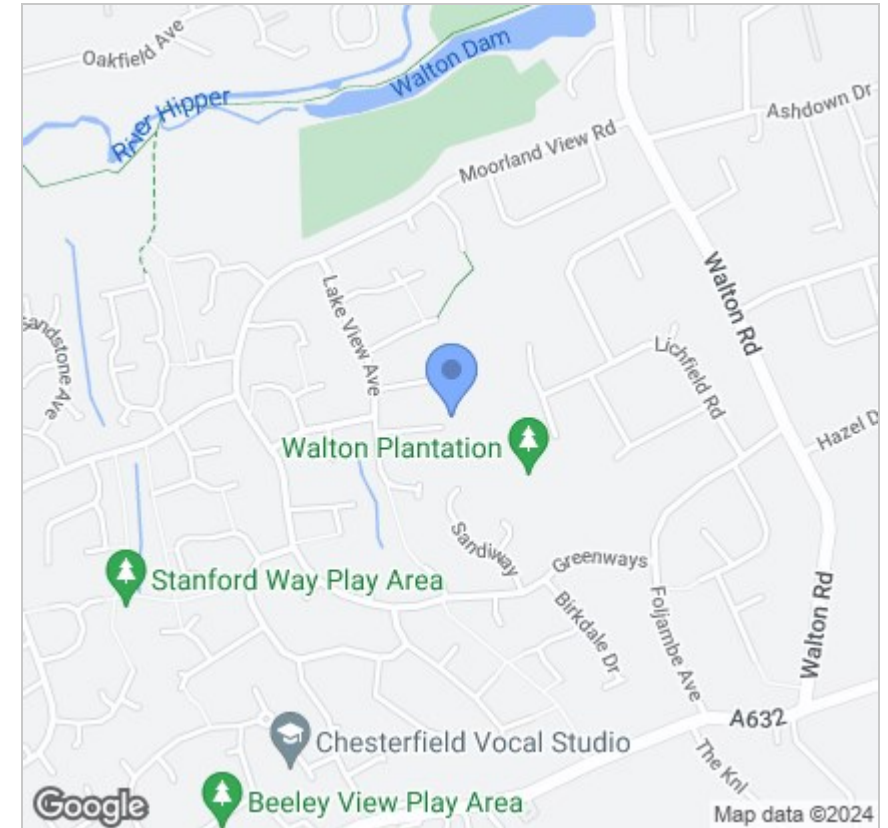 Oakfield Ave
Walton Dam
River Hipper
Ashdown Dr
Moorland View Rd
Walton Rd
Lake View Ave
sandstone Ave
Lichfield Rd
Hazel D
Walton Plantation
Sandiway
Greenways
Stanford Way Play Area
Birkdale Dr
Foljambe Ave
Walton Rd
A632
Chesterfield Vocal Studio
The Knl
Beeley View Play Area
Google
Map data ©2024